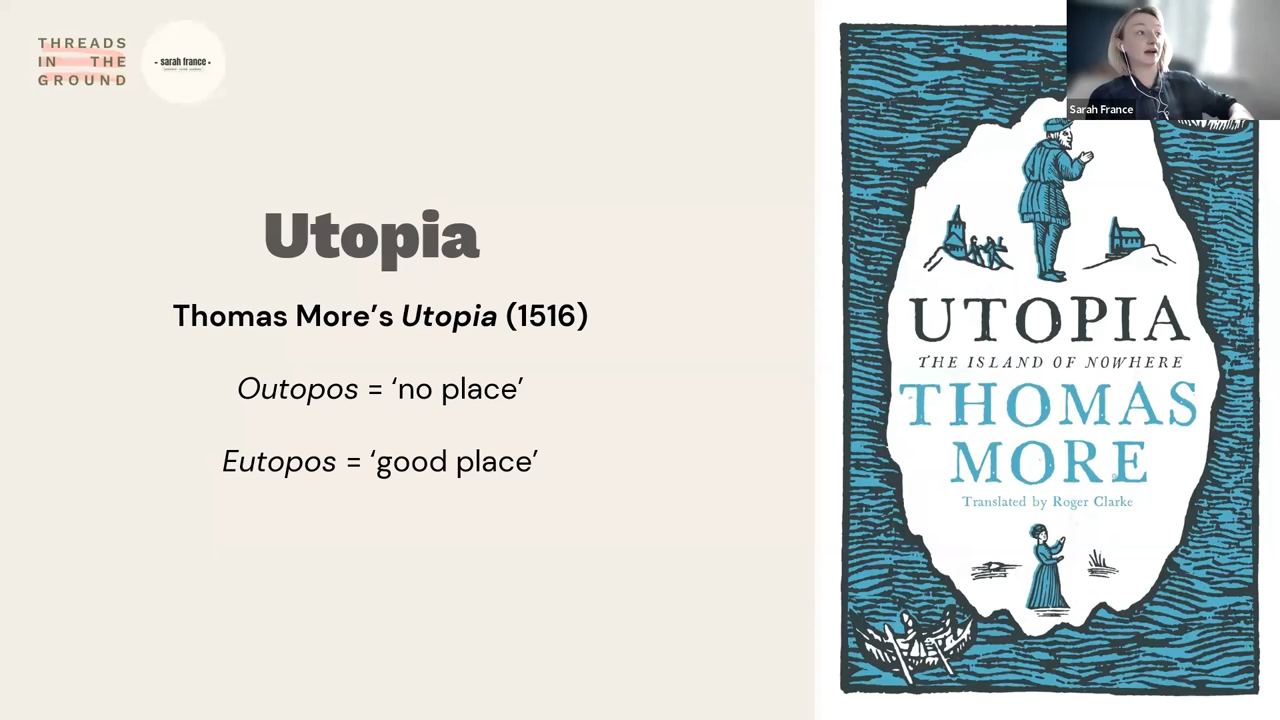 THREADS
IN THE
GROUND
- sarah france -
Utopia
Thomas More’s Utopia (1516)
Outopos = ‘no place’
Eutopos = ‘good place’
Sarah France
UTOPIA
THE ISLAND OF NOWHERE
THOMAS
MORE
Translated by Roger Clarke